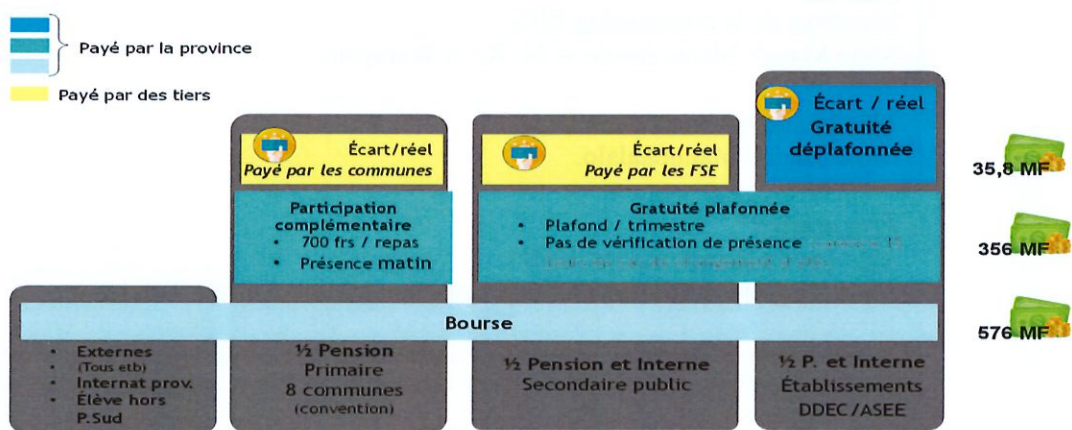 Payé par la province
Payé par des tiers
Écart/réel
Payé par les communes
Écart/réel
Payé par les FSE
Écart / réel
Gratuité
déplafonnée
35,8 MF
Participation
complémentaire
• 700 frs / repas
• Présence matin
Gratuité plafonnée
• Plafond / trimestre
• Pas de vérification de présence
356 MF
Bourse
576 MF
• Externes
• (Tous etb)
• Internat prov.
• Élève hors
P.Sud
½ Pension
Primaire
8 communes
(convention)
½ Pension et Interne
Secondaire public
½ P. et Interne
Établissements
DDEC/ASEE